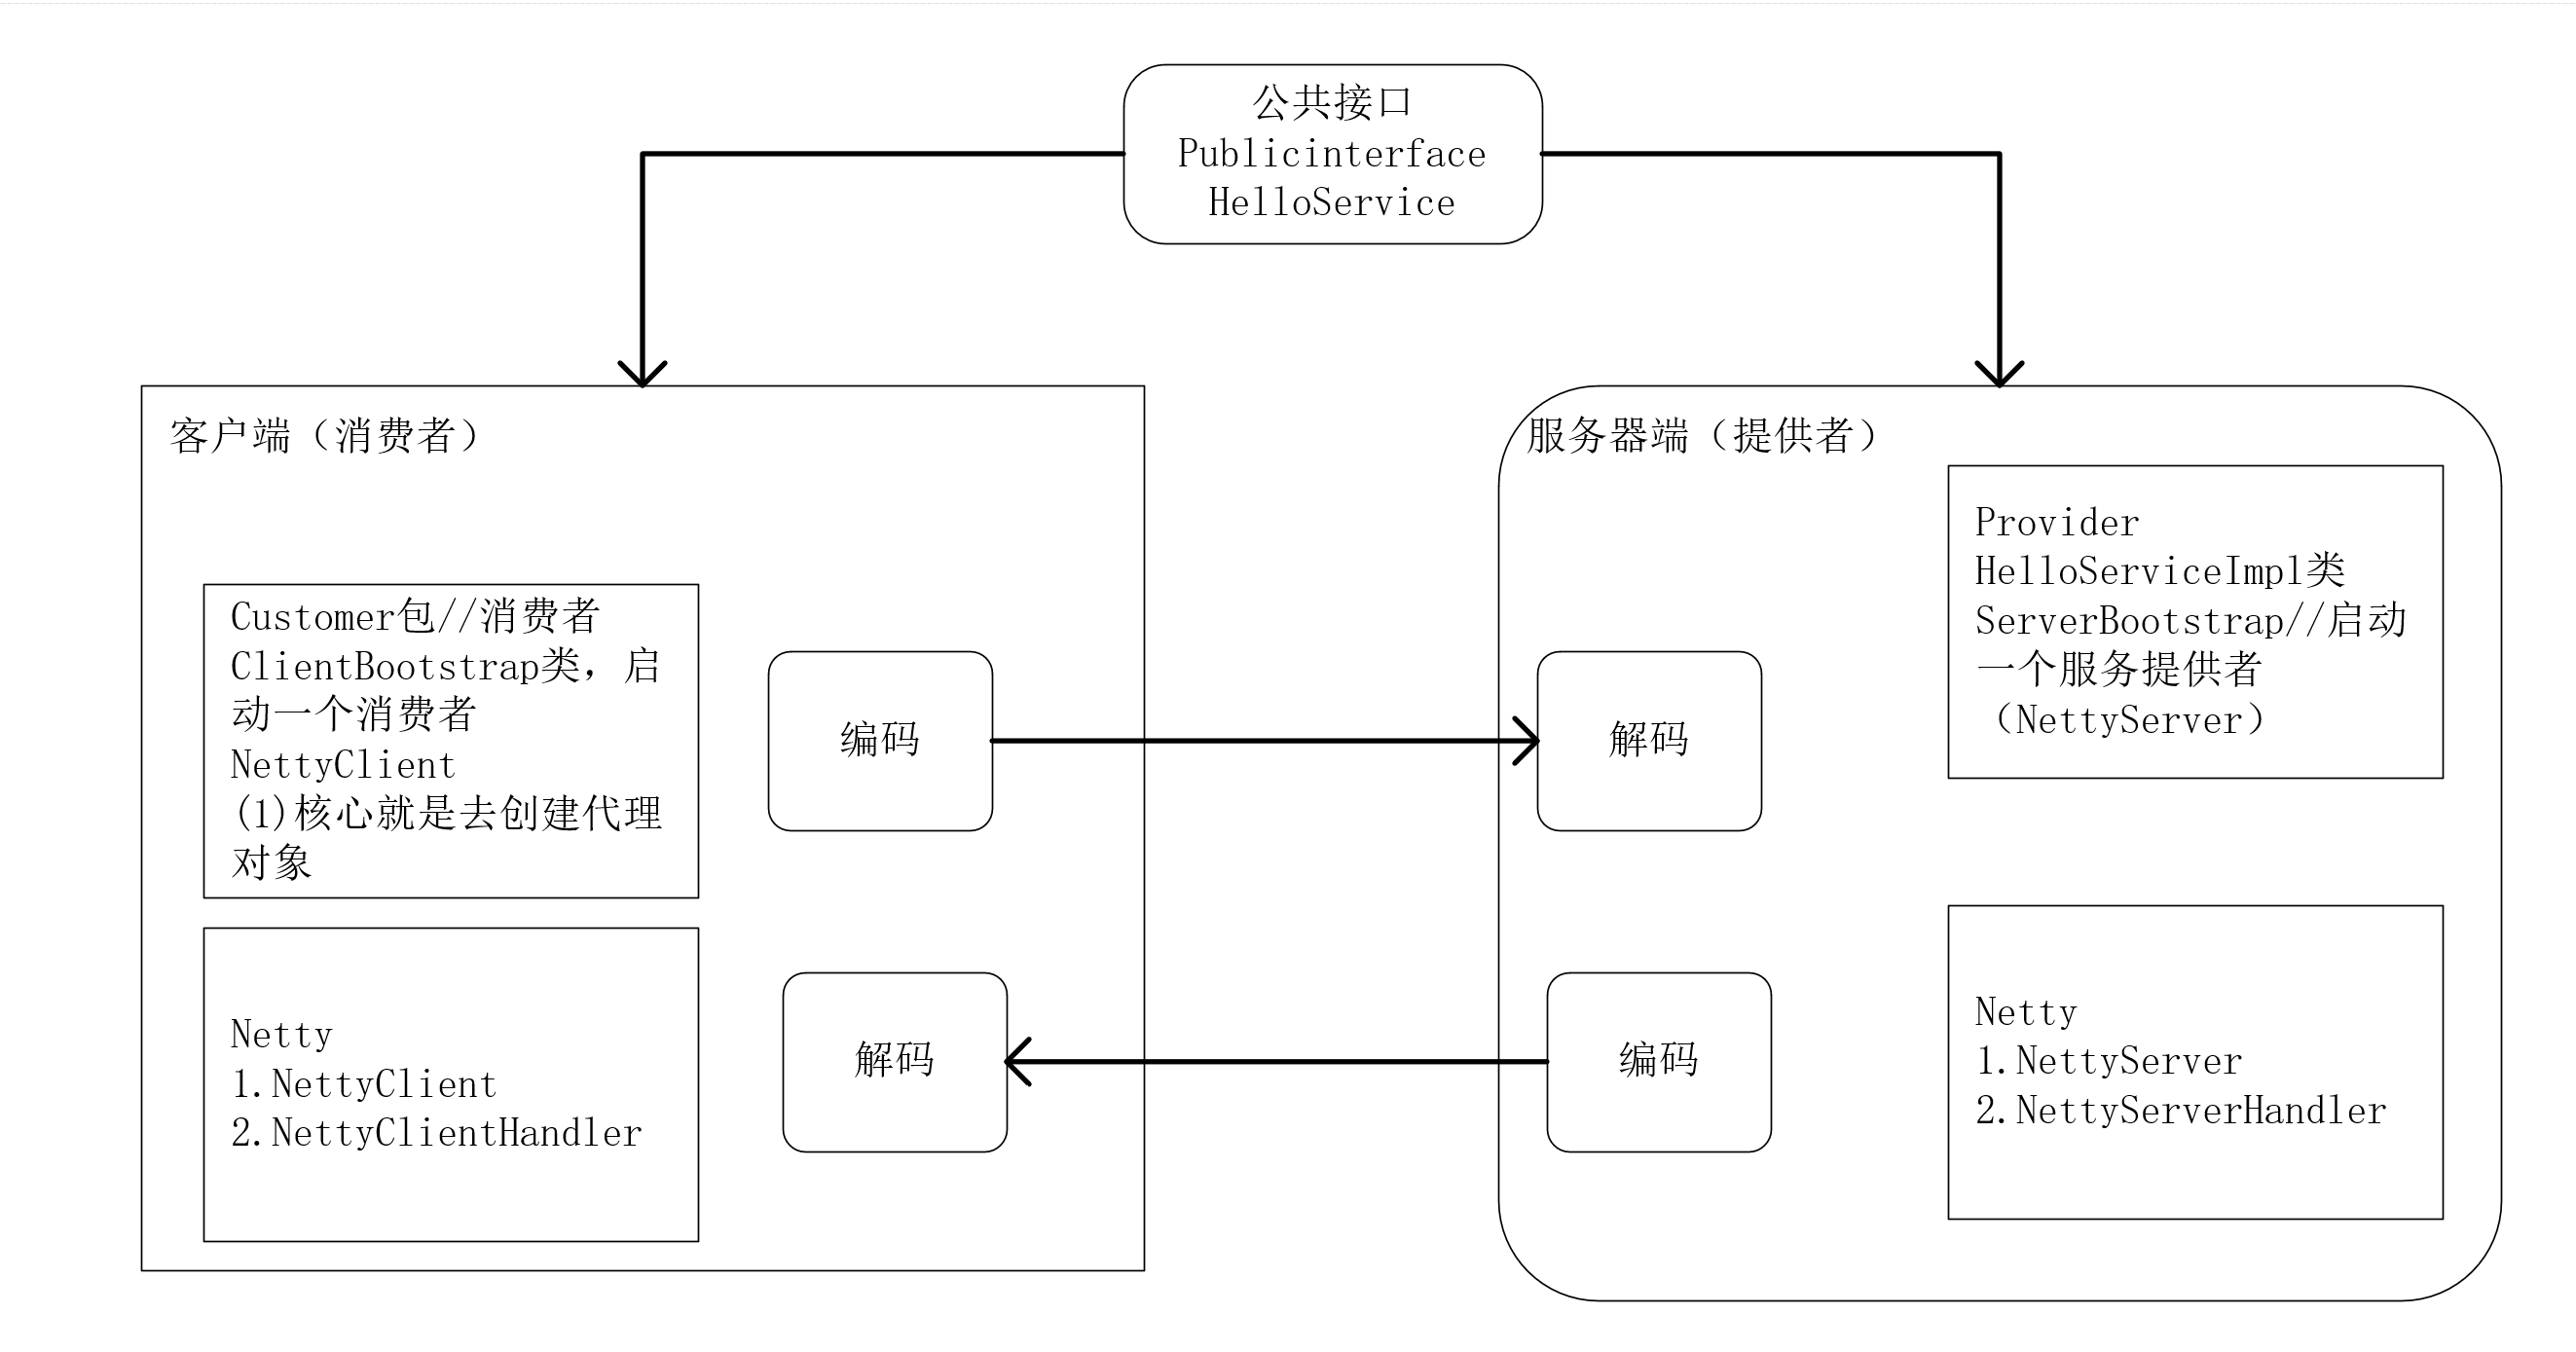 公共接口
Publicinterface
HelloService
客户端（消费者）
Customer包//消费者
ClientBootstrap类，启
动一个消费者
NettyClient
(1)核心就是去创建代理
对象
编码
Netty
1.NettyClient
2.NettyClientHandler
解码
服务器端（提供者）
Provider
HelloServiceImpl类
ServerBootstrap//启动
一个服务提供者
（NettyServer）
解码
编码
Netty
1.NettyServer
2.NettyServerHandler